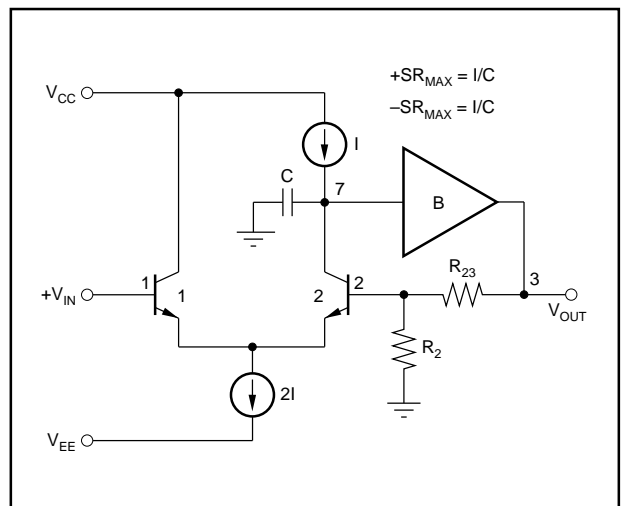 +SR_MAX = I/C
–SR_MAX = I/C
V_CC
I
C
7
B
R_23
3
+V_IN
1
1
2
2
V_OUT
R_2
2I
V_EE